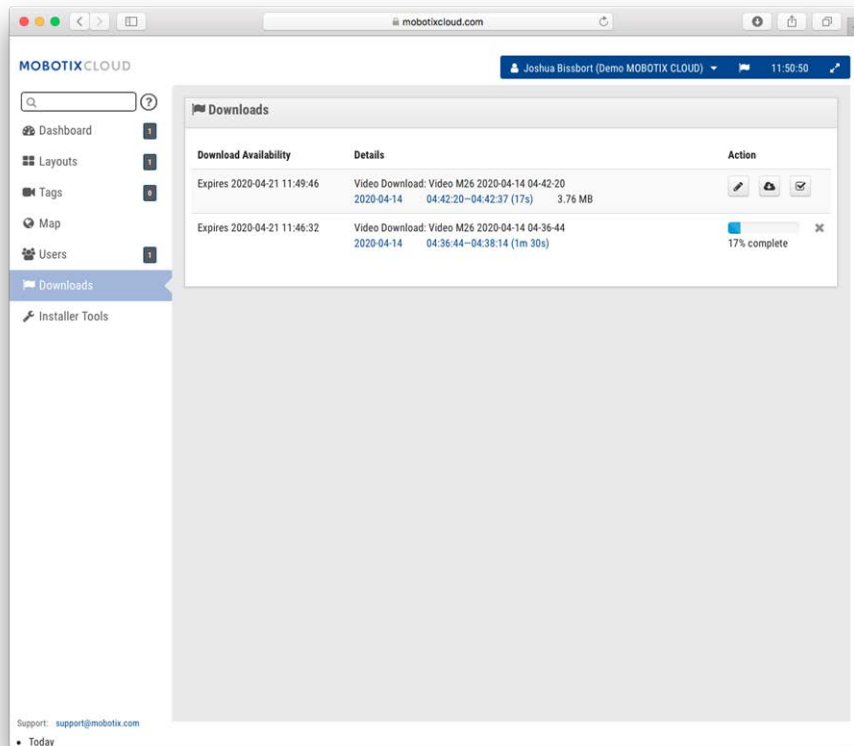 mobotixcloud.com
MOBOTIXCLOUD
Joshua Bissbort (Demo MOBOTIX CLOUD) 11:50:50
?
Dashboard 1
Layouts 1
Tags 0
Map
Users 1
Downloads
Installer Tools
Downloads
Download Availability Details Action
Expires 2020-04-21 11:49:46 Video Download: Video M26 2020-04-14 04-42-20
2020-04-14 04:42:20—04:42:37 (17s) 3.76 MB
Expires 2020-04-21 11:46:32 Video Download: Video M26 2020-04-14 04-36-44
2020-04-14 04:36:44—04:38:14 (1m 30s)
17% complete
Support: support@mobotix.com
• Today